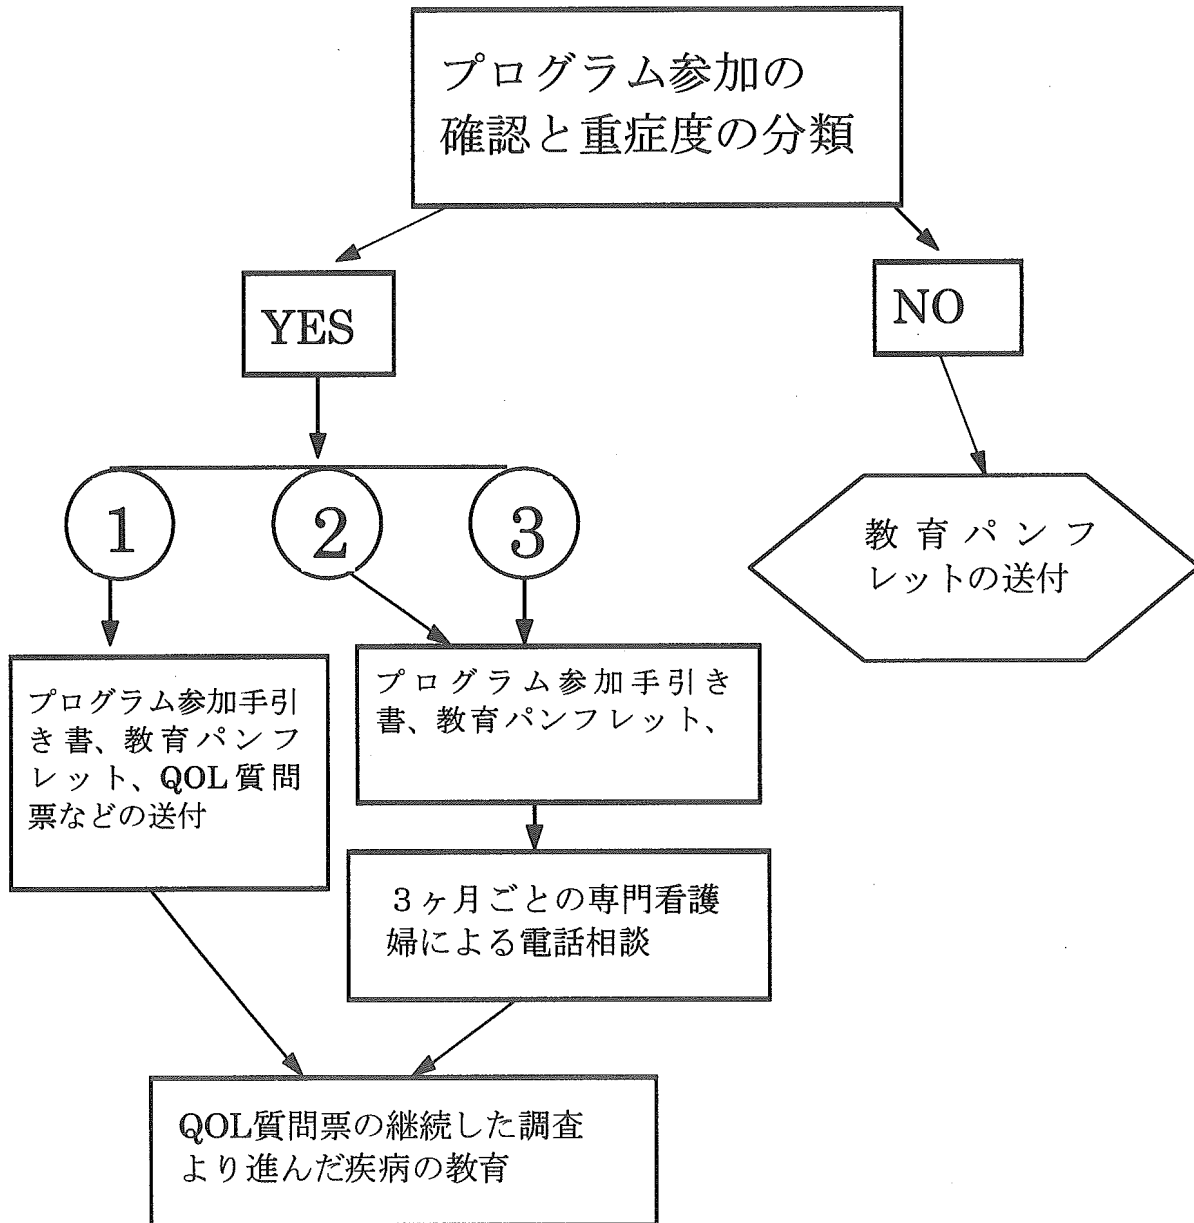 プログラム参加の
確認と重症度の分類
YES
NO
1
2
3
教育パンフ
レットの送付
プログラム参加手引
き書、教育パンフ
レット、QOL質問
票などの送付
プログラム参加手引き
書、教育パンフレット、
3ヶ月ごとの専門看護
婦による電話相談
QOL質問票の継続した調査
より進んだ疾病の教育